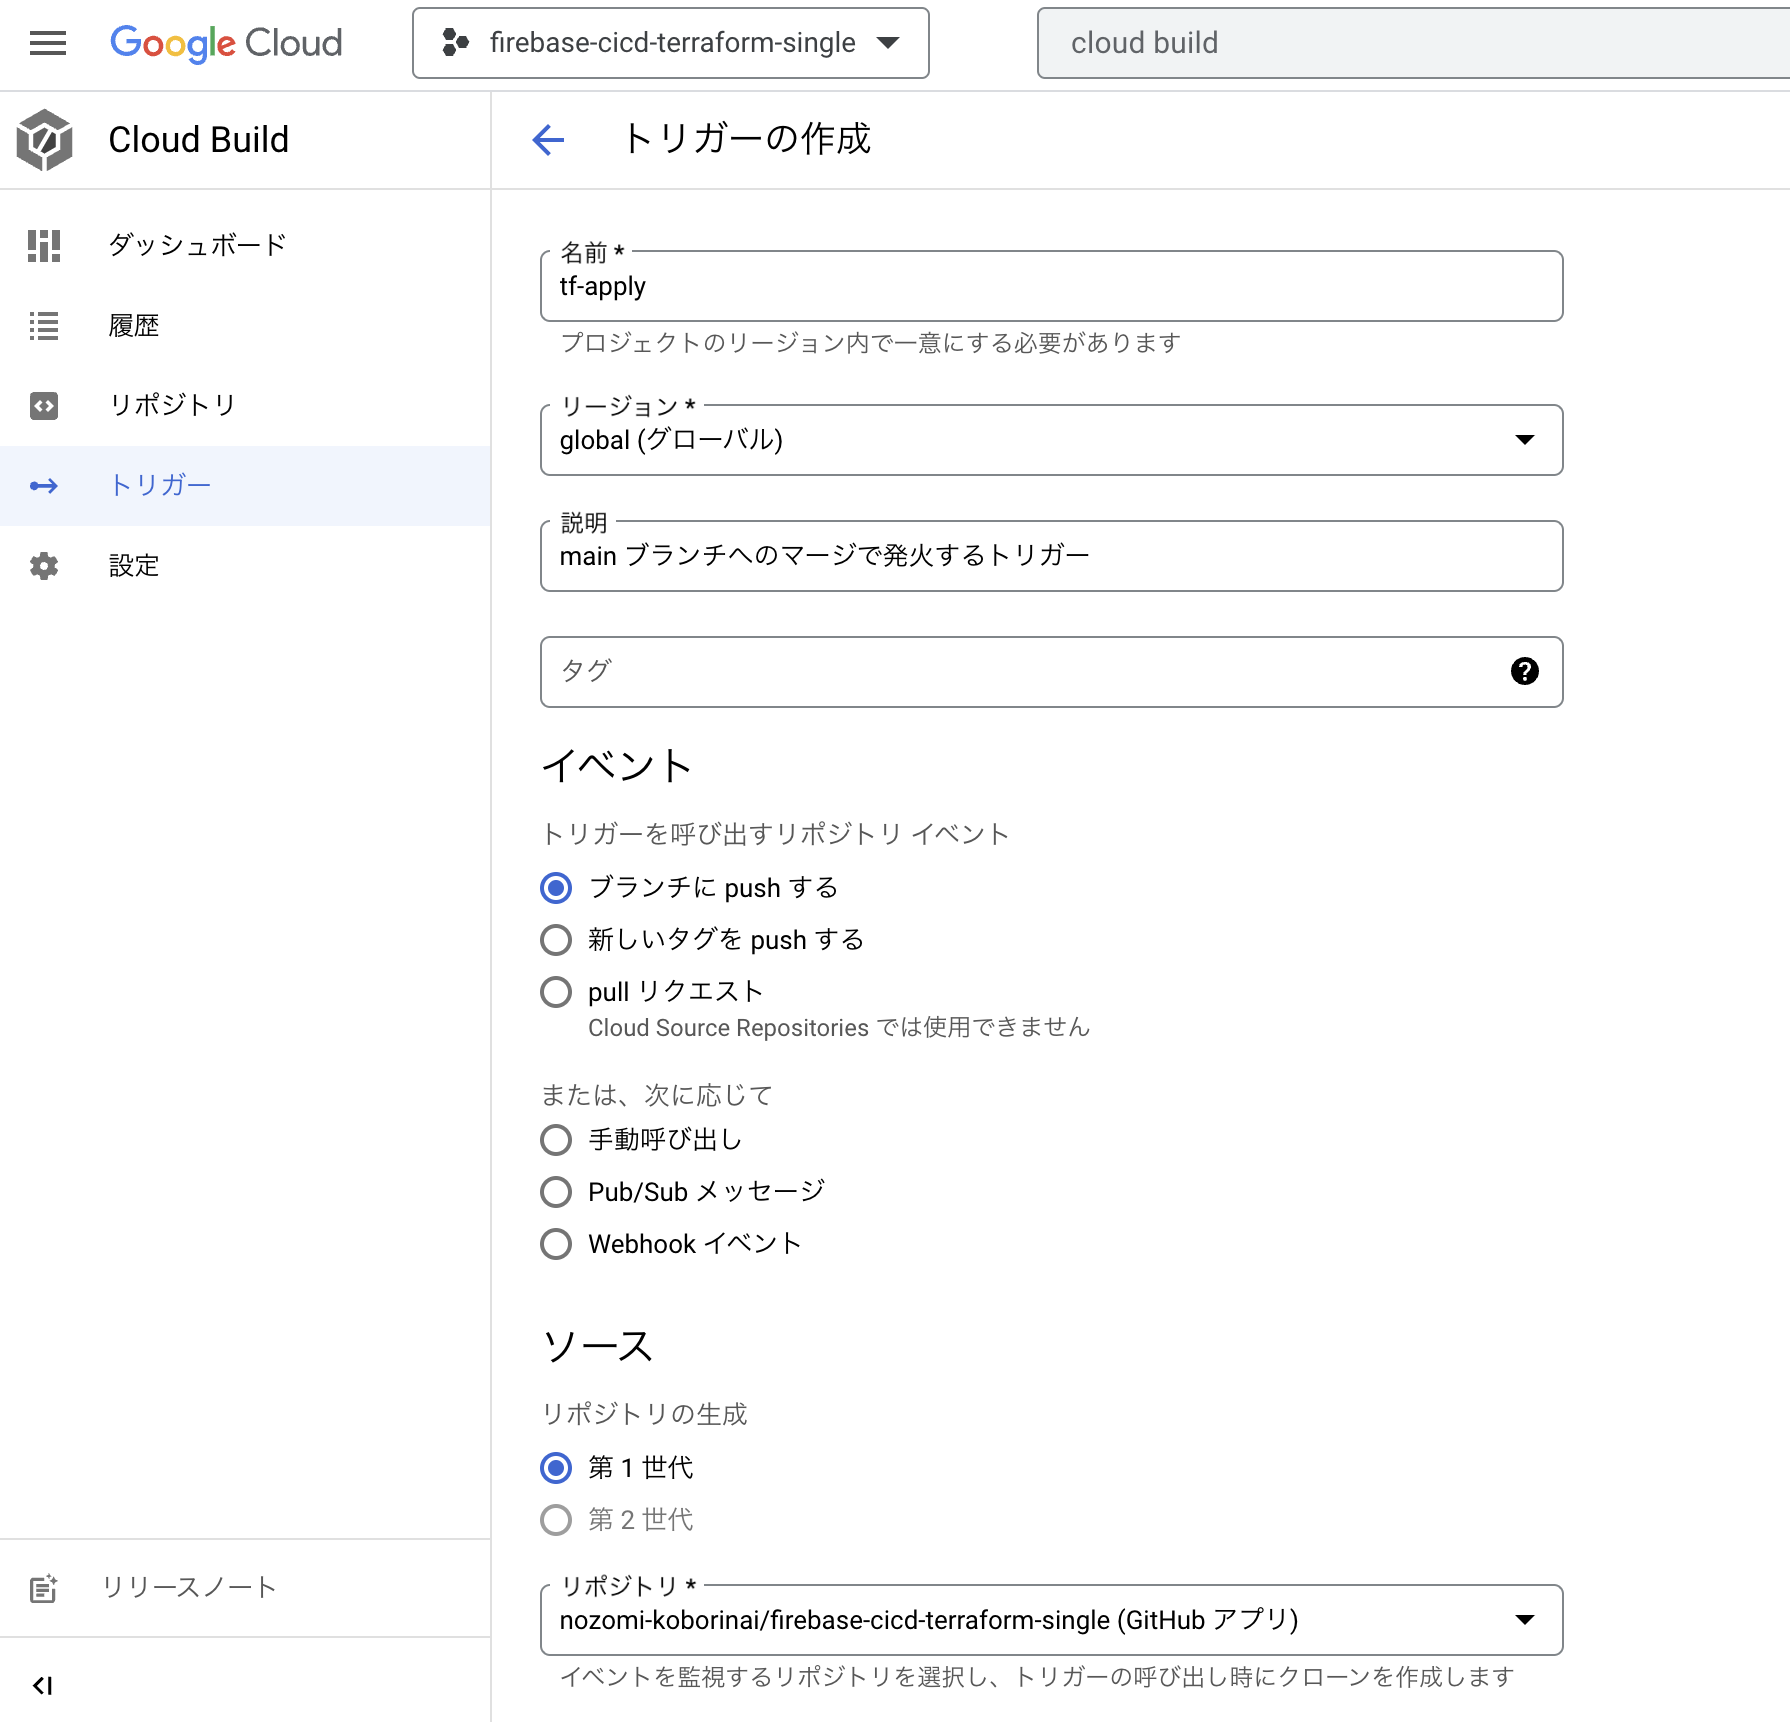 Google Cloud
firebase-cicd-terraform-single
cloud build
Cloud Build
トリガーの作成
ダッシュボード
履歴
リポジトリ
トリガー
設定
リリースノート
名前 *
tf-apply
プロジェクトのリージョン内で一意にする必要があります
リージョン *
global (グローバル)
説明
main ブランチへのマージで発火するトリガー
タグ
イベント
トリガーを呼び出すリポジトリ イベント
ブランチに push する
新しいタグを push する
pull リクエスト
Cloud Source Repositories では使用できません
または、次に応じて
手動呼び出し
Pub/Sub メッセージ
Webhook イベント
ソース
リポジトリの生成
第 1 世代
第 2 世代
リポジトリ *
nozomi-koborinai/firebase-cicd-terraform-single (GitHub アプリ)
イベントを監視するリポジトリを選択し、トリガーの呼び出し時にクローンを作成します